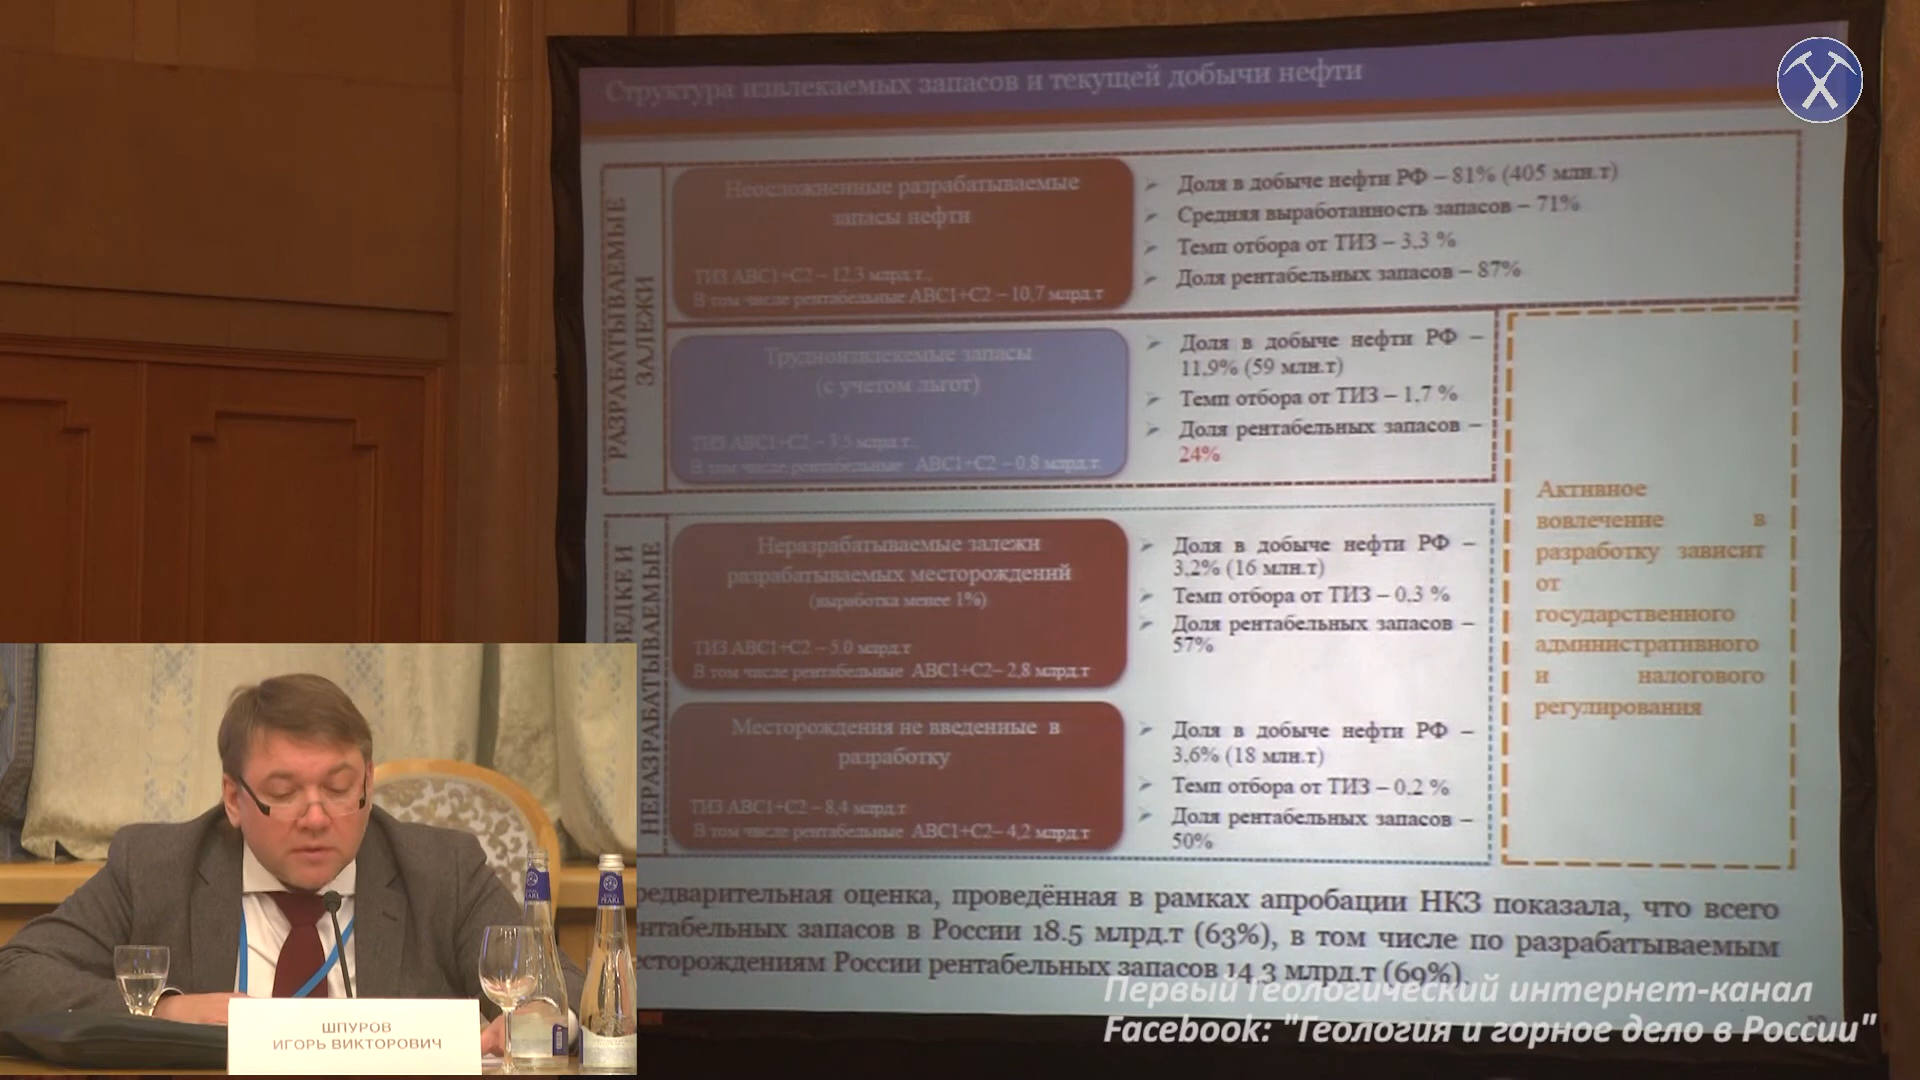 Структура извлекаемых запасов и текущей добычи нефти
РАЗРАБАТЫВАЕМЫЕ
ЗАЛЕЖИ
Неосложненные разрабатываемые
запасы нефти
ТИЗ АВС1+С2 – 12,3 млрд.т.
В том числе рентабельные АВС1+С2 – 10,7 млрд.т
➢ Доля в добыче нефти РФ – 81% (405 млн.т)
➢ Средняя выработанность запасов – 71%
➢ Темп отбора от ТИЗ – 3,3 %
➢ Доля рентабельных запасов – 87%
Трудноизвлекемые запасы
(с учетом льгот)
ТИЗ АВС1+С2 – 3,5 млрд.т.
В том числе рентабельные АВС1+С2 – 0,8 млрд.т.
➢ Доля в добыче нефти РФ –
11,9% (59 млн.т)
➢ Темп отбора от ТИЗ – 1,7 %
➢ Доля рентабельных запасов –
24%
НЕРАЗРАБАТЫВАЕМЫЕ
Неразрабатываемые залежи
разрабатываемых месторождений
(выработка менее 1%)
ТИЗ АВС1+С2 – 5.0 млрд.т
В том числе рентабельные АВС1+С2– 2,8 млрд.т
➢ Доля в добыче нефти РФ –
3,2% (16 млн.т)
➢ Темп отбора от ТИЗ – 0,3 %
➢ Доля рентабельных запасов –
57%
Месторождения не введенные в
разработку
ТИЗ АВС1+С2 – 8,4 млрд.т
В том числе рентабельные АВС1+С2– 4,2 млрд.т
➢ Доля в добыче нефти РФ –
3,6% (18 млн.т)
➢ Темп отбора от ТИЗ – 0,2 %
➢ Доля рентабельных запасов –
50%
Активное
вовлечение в
разработку зависит
от
государственного
административного
и налогового
регулирования
редварительная оценка, проведённая в рамках апробации НКЗ показала, что всего
нтабельных запасов в России 18.5 млрд.т (63%), в том числе по разрабатываемым
есторождениям России рентабельных запасов 14,3 млрд.т (69%).
Первый геологический интернет-канал
Facebook: "Геология и горное дело в России"
ШПУРОВ
ИГОРЬ ВИКТОРОВИЧ